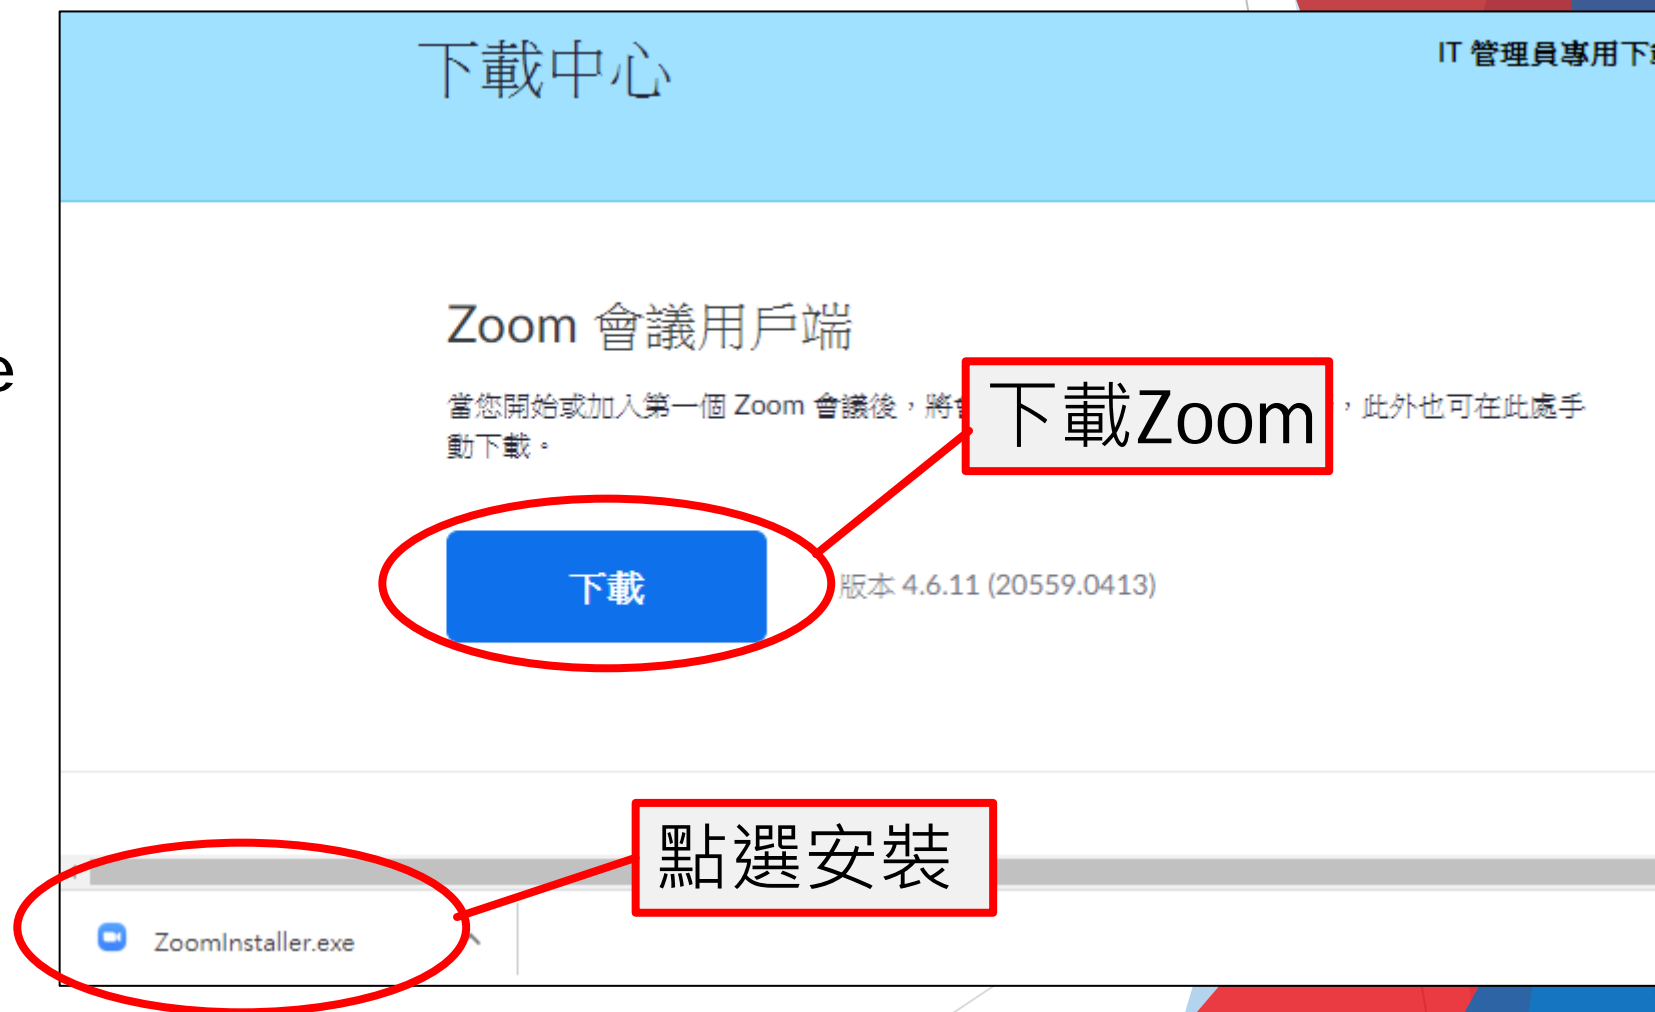 下載中心
IT 管理員專用下
Zoom 會議用戶端
e
當您開始或加入第一個 Zoom 會議後，將
下載Zoom
，此外也可在此處手
動下載。
下載
版本 4.6.11 (20559.0413)
點選安裝
ZoomInstaller.exe